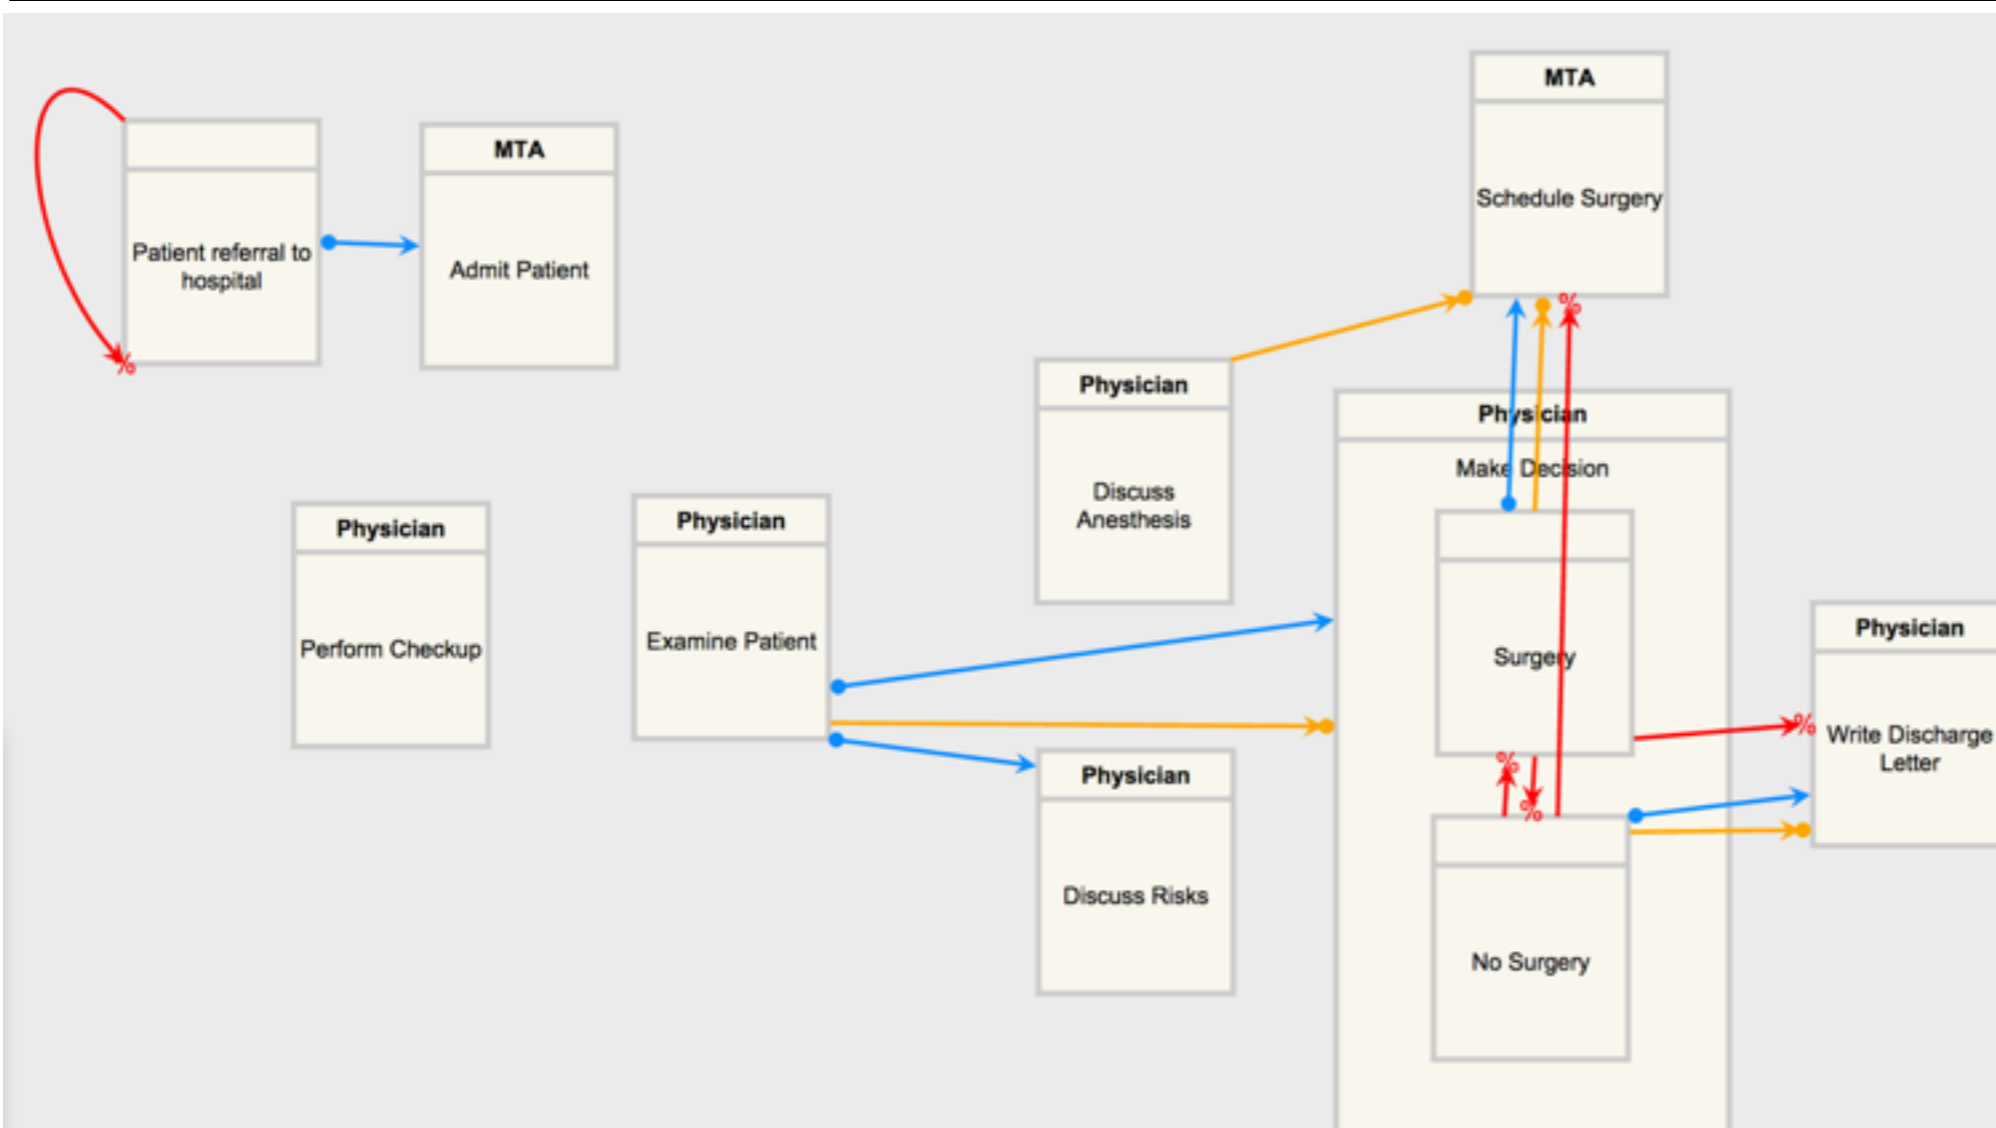 MTA
Schedule Surgery
Patient referral to
hospital
MTA
Admit Patient
%
%
Physician
Discuss
Anesthesis
Physician
Make Decision
Surgery
%
%
No Surgery
Physician
Perform Checkup
Physician
Examine Patient
Physician
Discuss Risks
Physician
%
Write Discharge
Letter